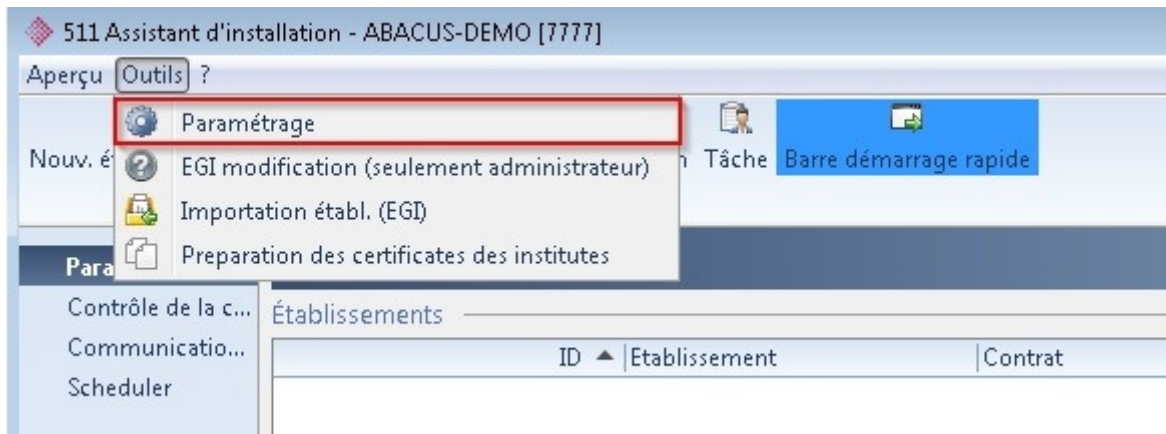 511 Assistant d'installation - ABACUS-DEMO [7777]
Aperçu Outils ?
Paramétrage
EGI modification (seulement administrateur)
Importation établ. (EGI)
Preparation des certificates des institutes
Nouv. é
n Tâche Barre démarrage rapide
Para
Contrôle de la c...
Communicatio...
Scheduler
Établissements
ID Etablissement Contrat